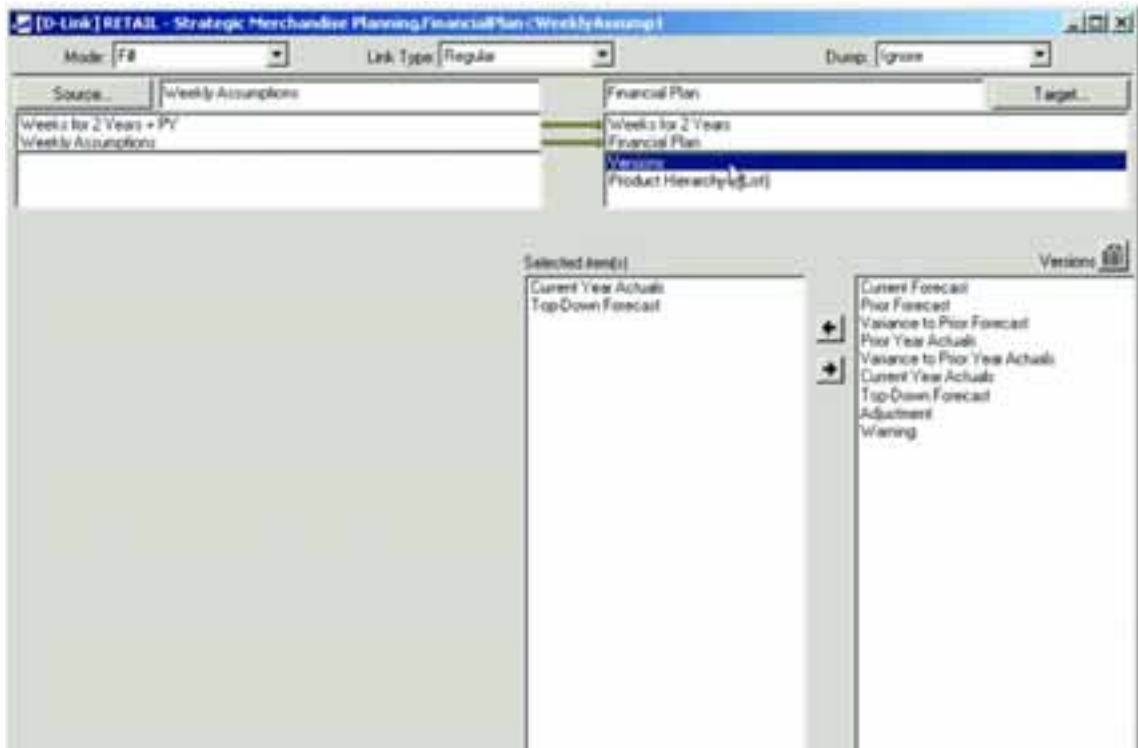 [D-Link] RETAIL - Strategic Merchandise Planning.FinancialPlan<WeeklyAssump1
Mode: Fill
Link Type: Regular
Dump: Ignore
Source...
Weekly Assumptions
Financial Plan
Target...
Weeks for 2 Years + PY
Weeks for 2 Years
Weekly Assumptions
Financial Plan
Versions
Product Hierarchy
Selected item(s)
Versions
Current Year Actuals
Top-Down Forecast
Current Forecast
Prior Forecast
Variance to Prior Forecast
Prior Year Actuals
Variance to Prior Year Actuals
Current Year Actuals
Top-Down Forecast
Adjustment
Warning